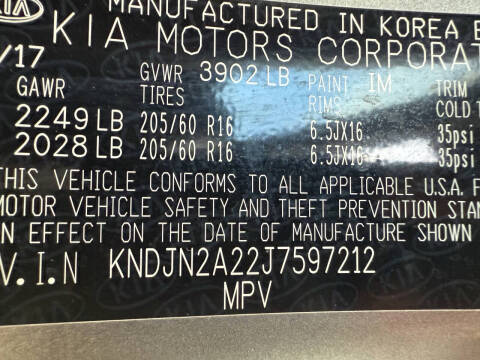 KIA MANUFACTURED IN KOREA B
KIA MOTORS CORPORAT
/17 GVWR 3902 LB PAINT IM TRIM
GAWR TIRES RIMS COLD T
2249 LB 205/60 R16 6.5JX16 35psi
2028 LB 205/60 R16 6.5JX16 35psi
THIS VEHICLE CONFORMS TO ALL APPLICABLE U.S.A. F
MOTOR VEHICLE SAFETY AND THEFT PREVENTION STAN
IN EFFECT ON THE DATE OF MANUFACTURE SHOWN
V.I.N KNDJN2A22J7597212
MPV